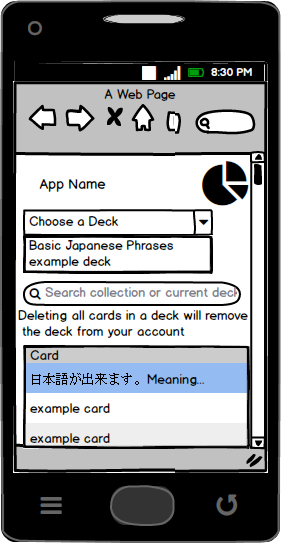 8:30 PM
A Web Page
App Name
Choose a Deck
Basic Japanese Phrases
example deck
Search collection or current deck
Deleting all cards in a deck will remove
the deck from your account
Card
日本語が出来ます。Meaning...
example card
example card